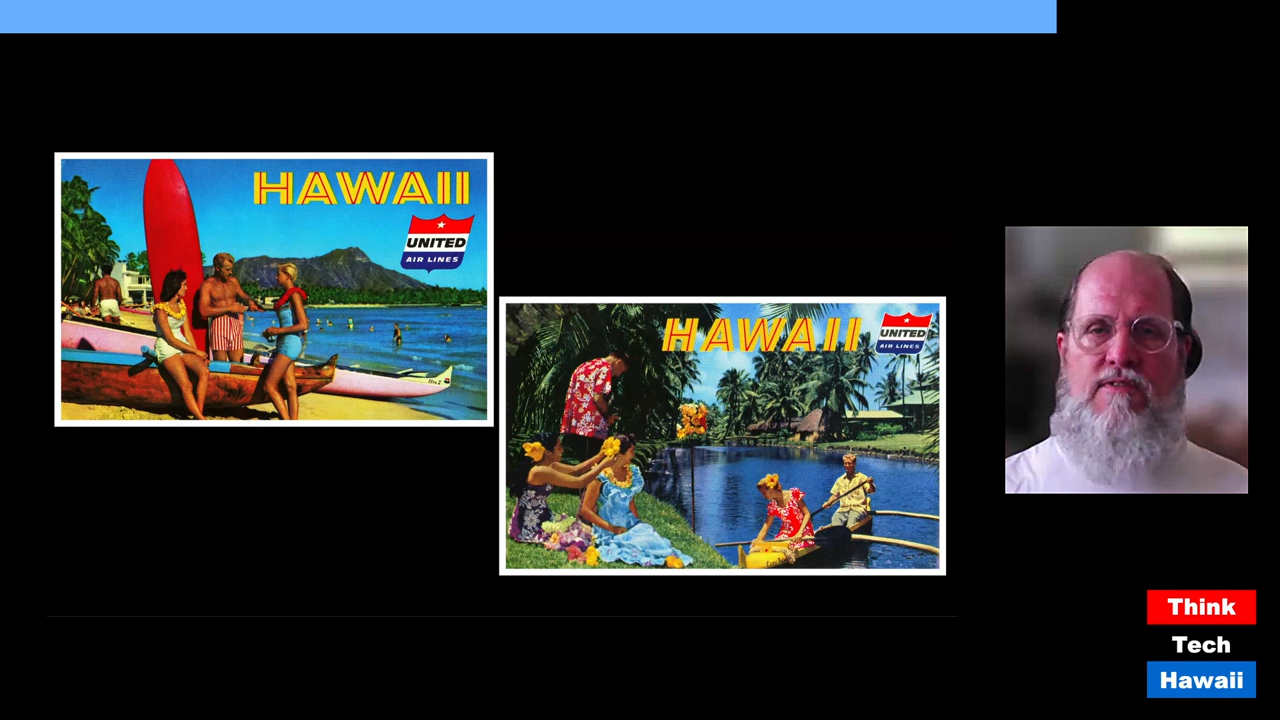 HAWAII
UNITED
AIR LINES
HAWAII
UNITED
AIR LINES
Think
Tech
Hawaii